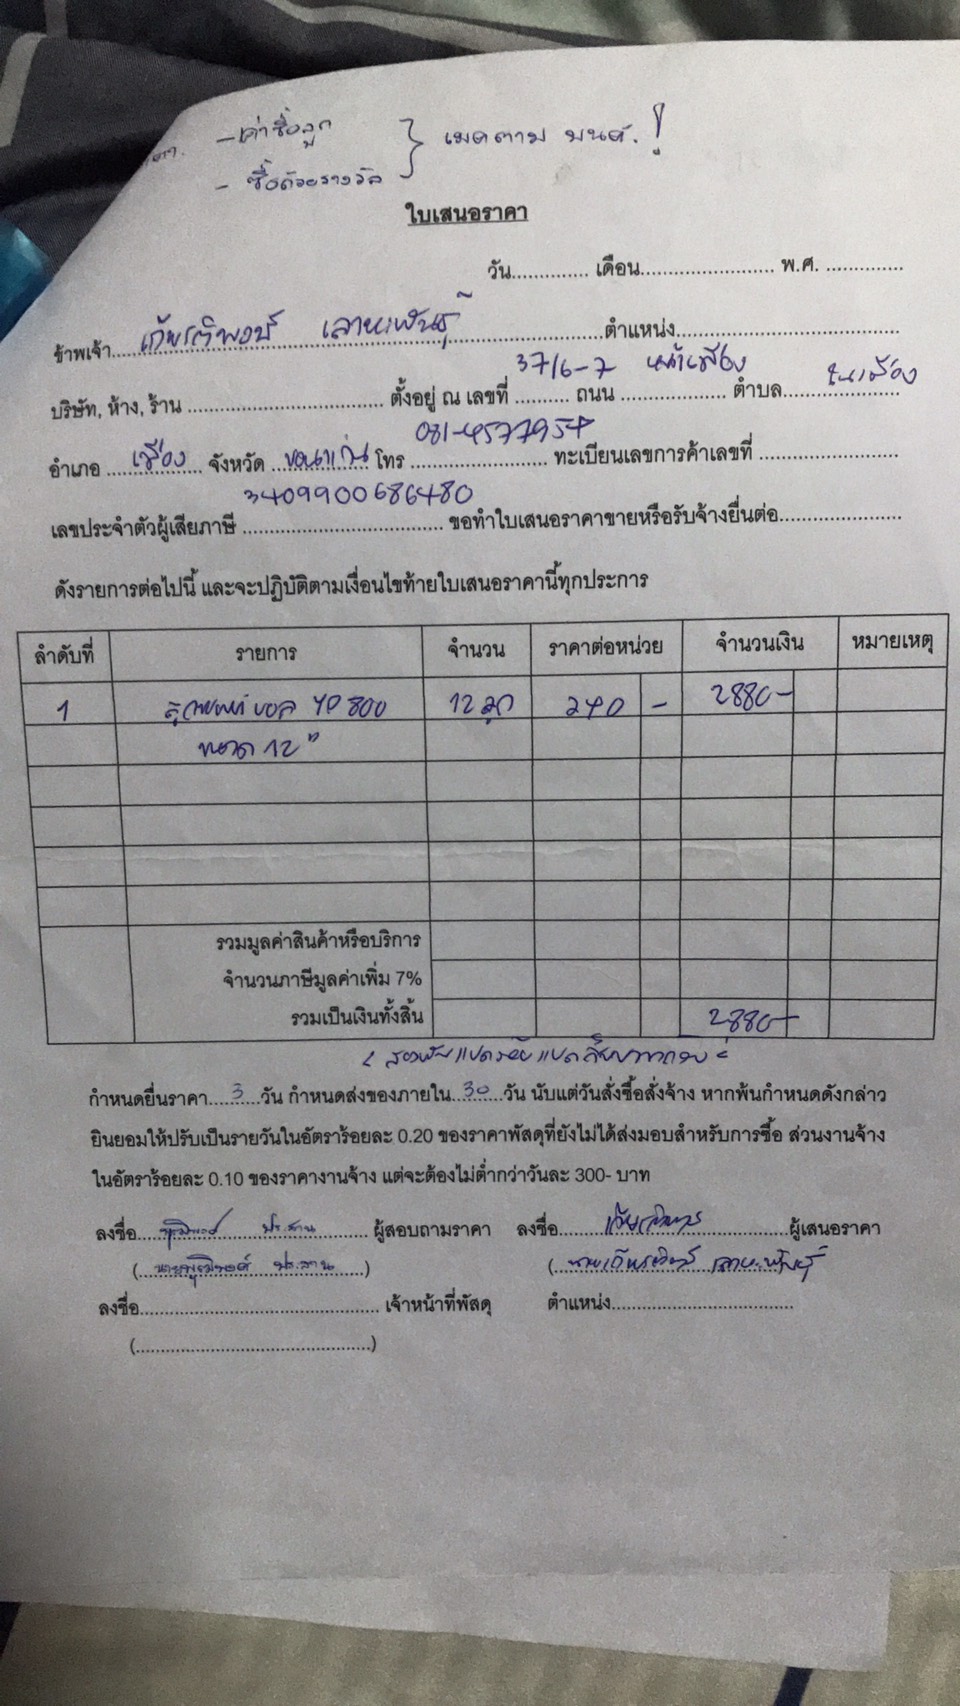 - ค่าซื้อลูก
- ซื้อถ้วยรางวัล
ใบเสนอราคา
วัน.............. เดือน........................ พ.ศ. ..............
ข้าพเจ้า เกียรติพงษ์ เลาหะพันธุ์ ตำแหน่ง........................................
บริษัท, ห้าง, ร้าน ................................... ตั้งอยู่ ณ เลขที่ 37/6-7 ถนน หน้าเมือง ตำบล ในเมือง
อำเภอ เมือง จังหวัด ขอนแก่น โทร 081-4577954 ทะเบียนเลขการค้าเลขที่ .........................
เลขประจำตัวผู้เสียภาษี 3409900686480 ขอทำใบเสนอราคาขายหรือรับจ้างยื่นต่อ......................
ดังรายการต่อไปนี้ และจะปฏิบัติตามเงื่อนไขท้ายใบเสนอราคานี้ทุกประการ
ลำดับที่ รายการ จำนวน ราคาต่อหน่วย จำนวนเงิน หมายเหตุ
1 800 12 ลูก 240 - 2880-
ขนาด 12"
รวมมูลค่าสินค้าหรือบริการ
จำนวนภาษีมูลค่าเพิ่ม 7%
รวมเป็นเงินทั้งสิ้น 2880-
สองพันแปดร้อยแปดสิบบาทถ้วน
กำหนดยื่นราคา 3 วัน กำหนดส่งของภายใน 30 วัน นับแต่วันสั่งซื้อสั่งจ้าง หากพ้นกำหนดดังกล่าว
ยินยอมให้ปรับเป็นรายวันในอัตราร้อยละ 0.20 ของราคาพัสดุที่ยังไม่ได้ส่งมอบสำหรับการซื้อ ส่วนงานจ้าง
ในอัตราร้อยละ 0.10 ของราคางานจ้าง แต่จะต้องไม่ต่ำกว่าวันละ 300- บาท
ลงชื่อ ประสาน ผู้สอบถามราคา ลงชื่อ ผู้เสนอราคา
( ประสาน ) ( เลาหะพันธุ์
ลงชื่อ........................................ เจ้าหน้าที่พัสดุ ตำแหน่ง................................
(..............................................)